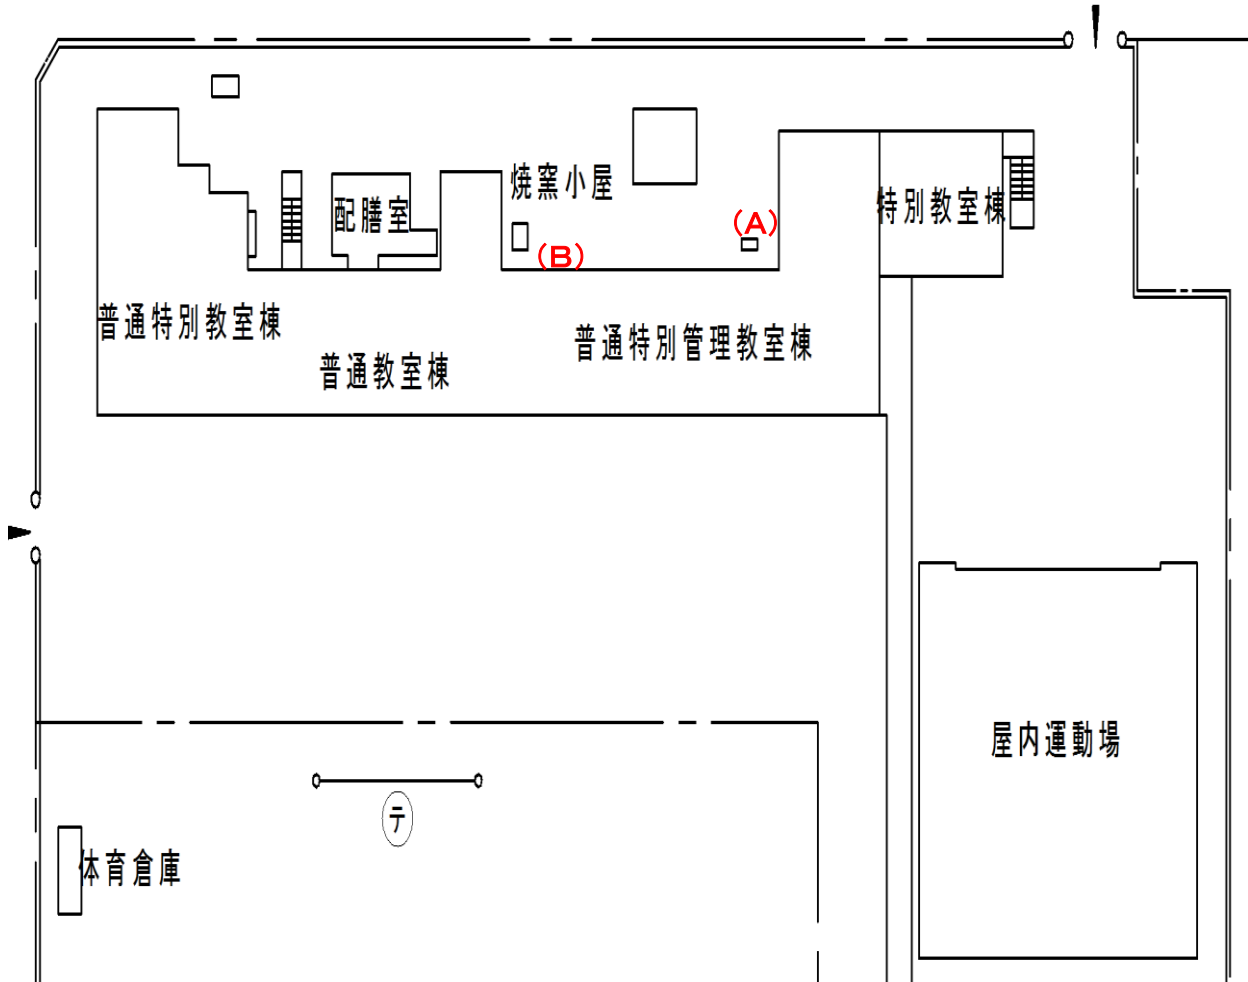 焼窯小屋
配膳室
特別教室棟
(A)
(B)
普通特別教室棟
普通教室棟
普通特別管理教室棟
屋内運動場
テ
体育倉庫